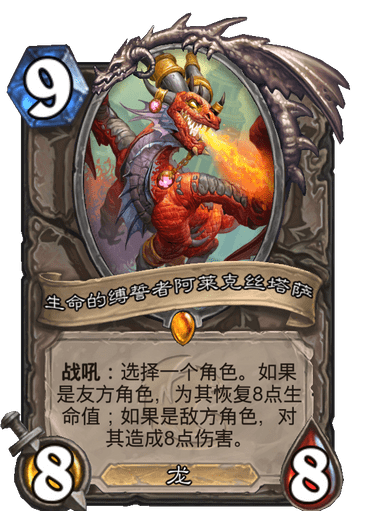 9
生命的缚誓者阿莱克丝塔萨
战吼：选择一个角色。如果
是友方角色，为其恢复8点生
命值；如果是敌方角色，对
其造成8点伤害。
8
龙
8